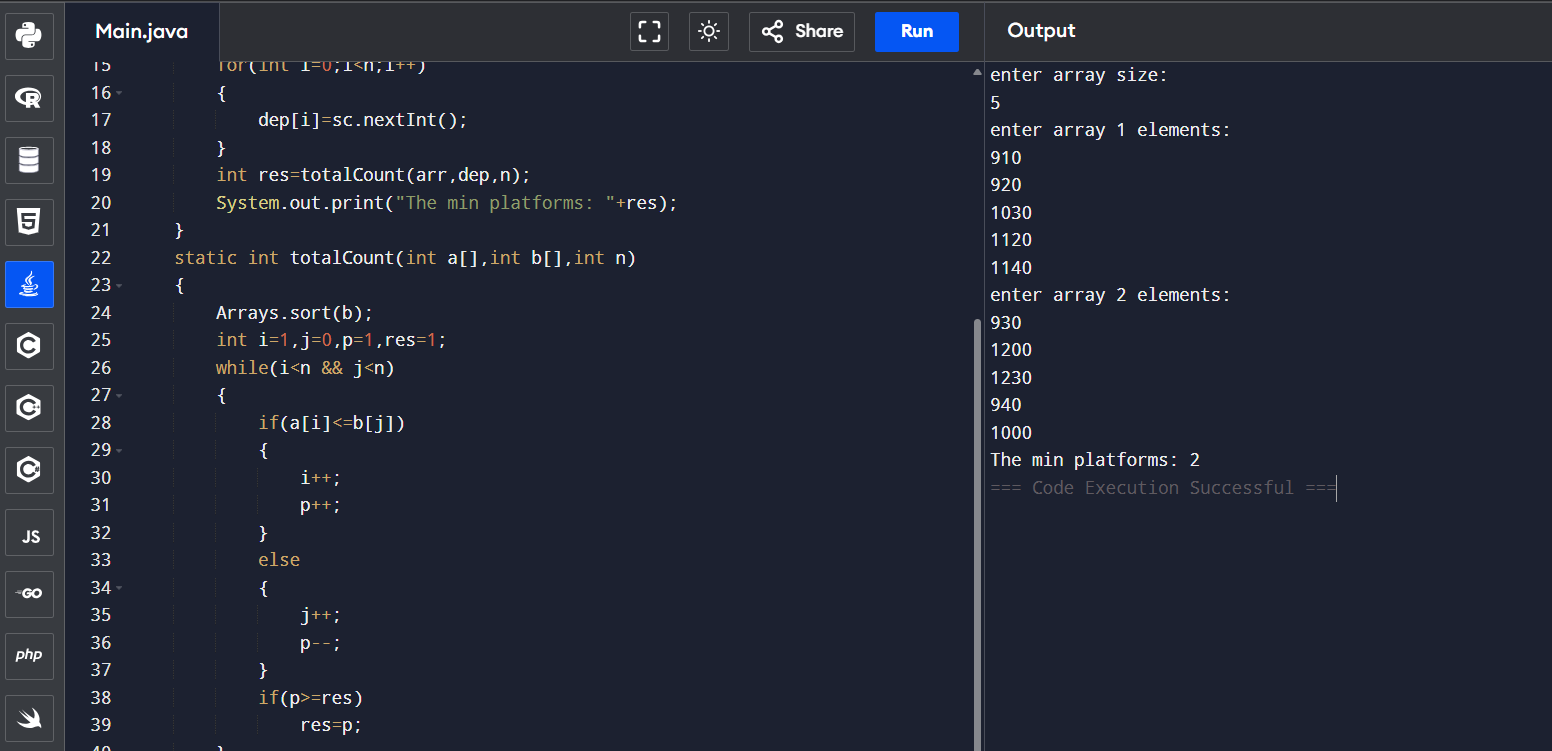 Main.java
Share
Run
Output
JS
GO
php
15 for(int i=0;i<n;i++)
16 {
17 dep[i]=sc.nextInt();
18 }
19 int res=totalCount(arr,dep,n);
20 System.out.print("The min platforms: "+res);
21 }
22 static int totalCount(int a[],int b[],int n)
23 {
24 Arrays.sort(b);
25 int i=1,j=0,p=1,res=1;
26 while(i<n && j<n)
27 {
28 if(a[i]<=b[j])
29 {
30 i++;
31 p++;
32 }
33 else
34 {
35 j++;
36 p--;
37 }
38 if(p>=res)
39 res=p;
40 }
enter array size:
5
enter array 1 elements:
910
920
1030
1120
1140
enter array 2 elements:
930
1200
1230
940
1000
The min platforms: 2
=== Code Execution Successful ===